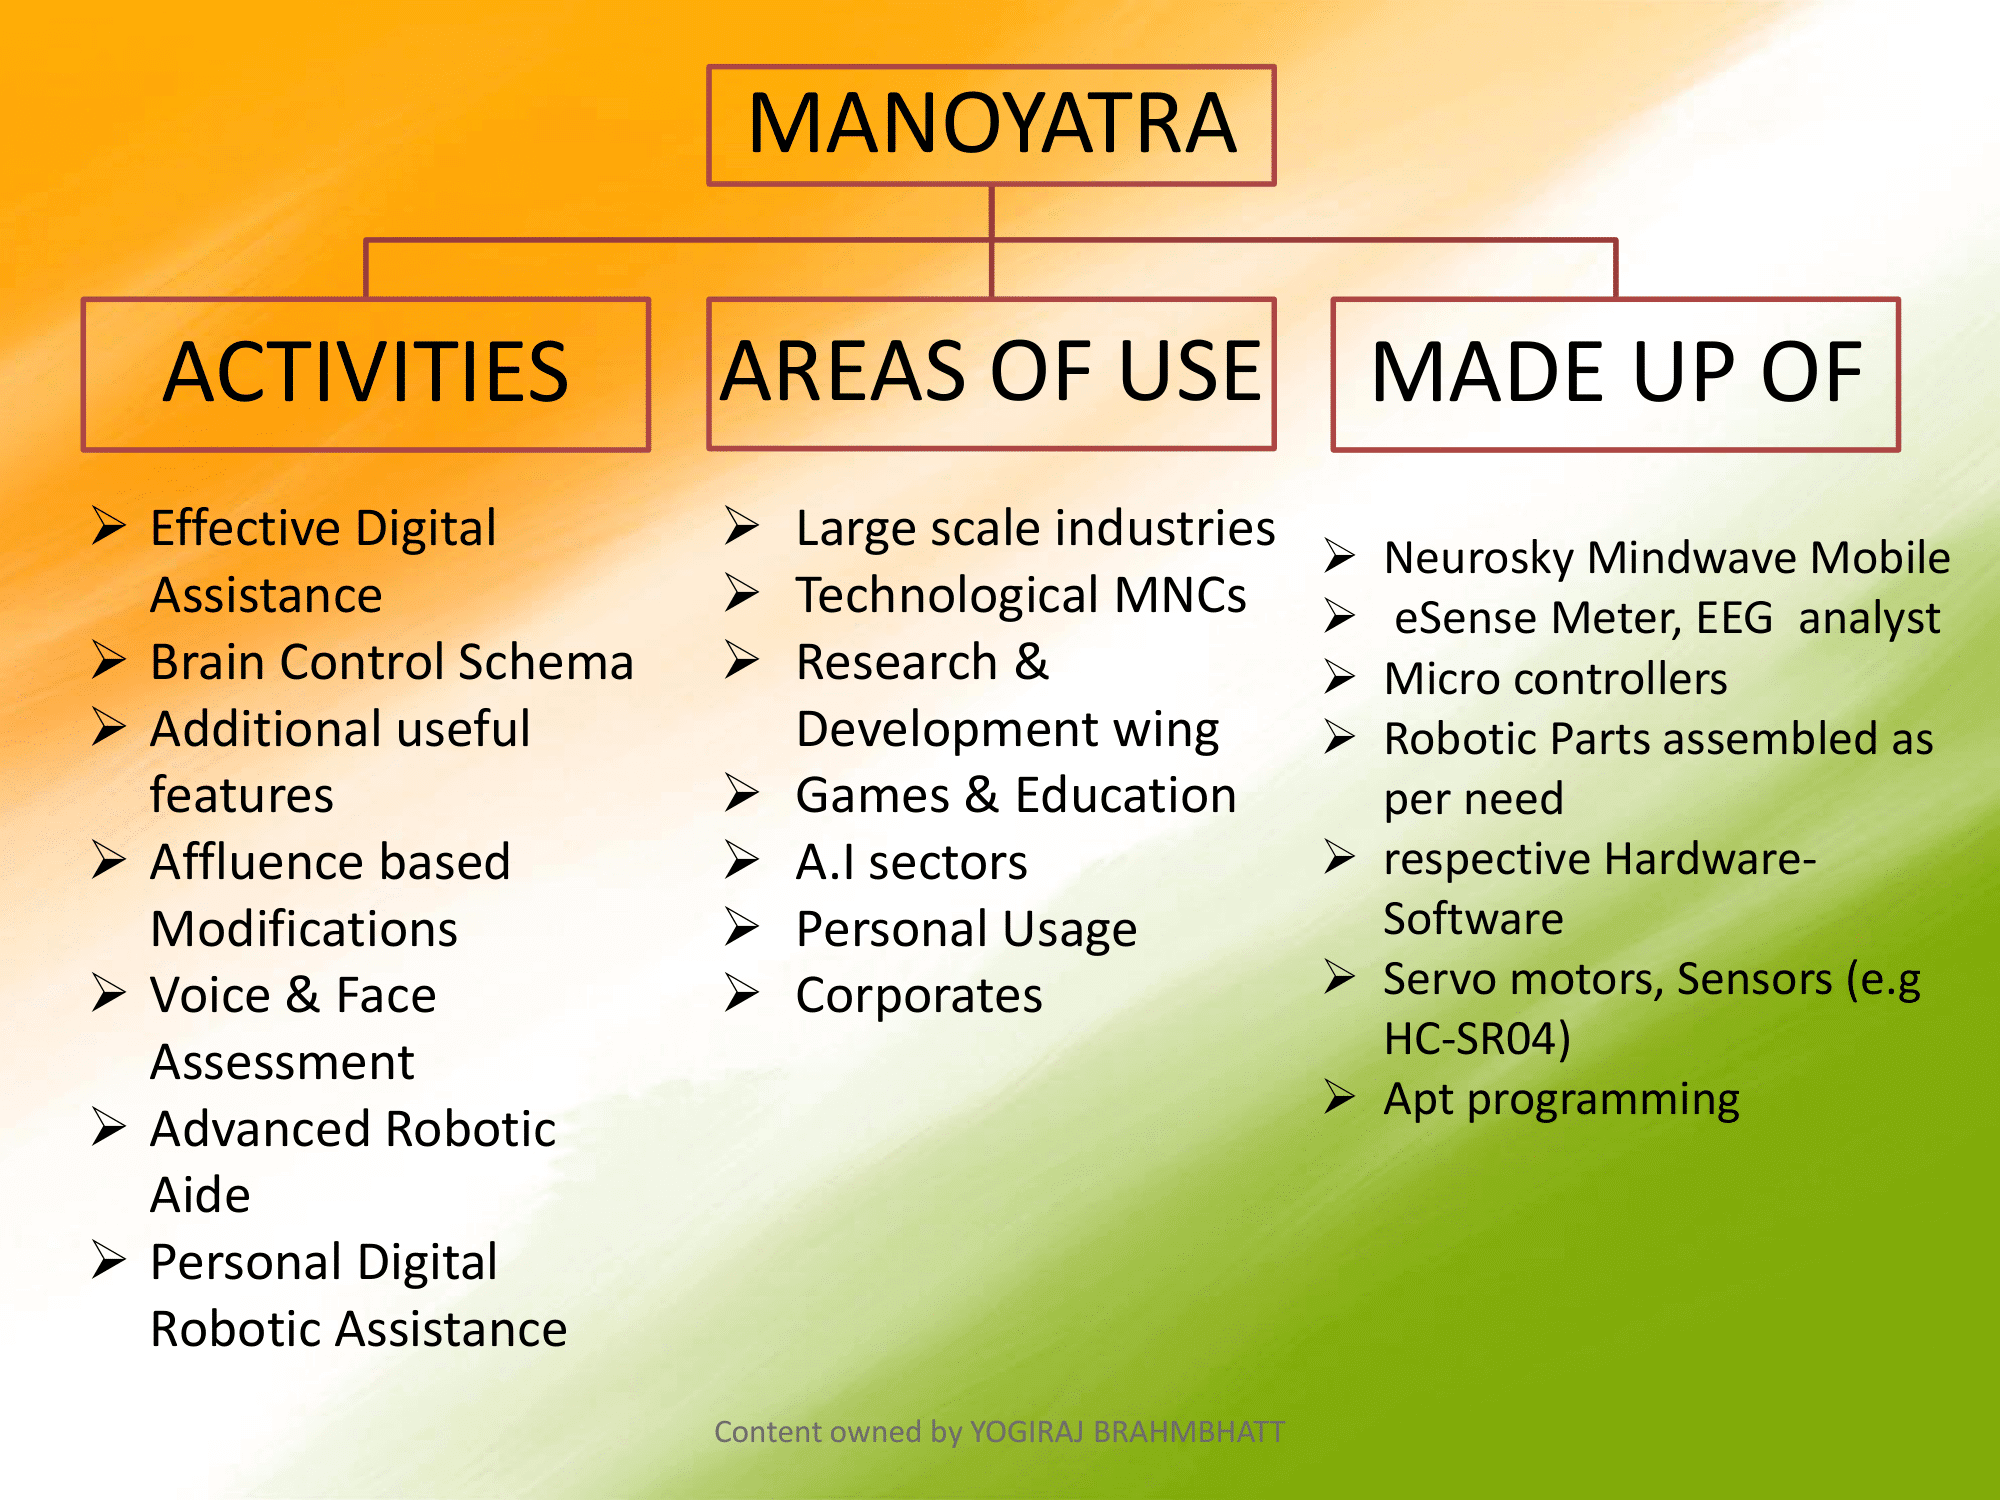 MANOYATRA
ACTIVITIES
➢ Effective Digital
Assistance
➢ Brain Control Schema
➢ Additional useful
features
➢ Affluence based
Modifications
➢ Voice & Face
Assessment
➢ Advanced Robotic
Aide
➢ Personal Digital
Robotic Assistance
AREAS OF USE
➢ Large scale industries
➢ Technological MNCs
➢ Research &
Development wing
➢ Games & Education
➢ A.I sectors
➢ Personal Usage
➢ Corporates
MADE UP OF
➢ Neurosky Mindwave Mobile
➢ eSense Meter, EEG analyst
➢ Micro controllers
➢ Robotic Parts assembled as
per need
➢ respective Hardware-
Software
➢ Servo motors, Sensors (e.g
HC-SR04)
➢ Apt programming
Content owned by YOGIRAJ BRAHMBHATT